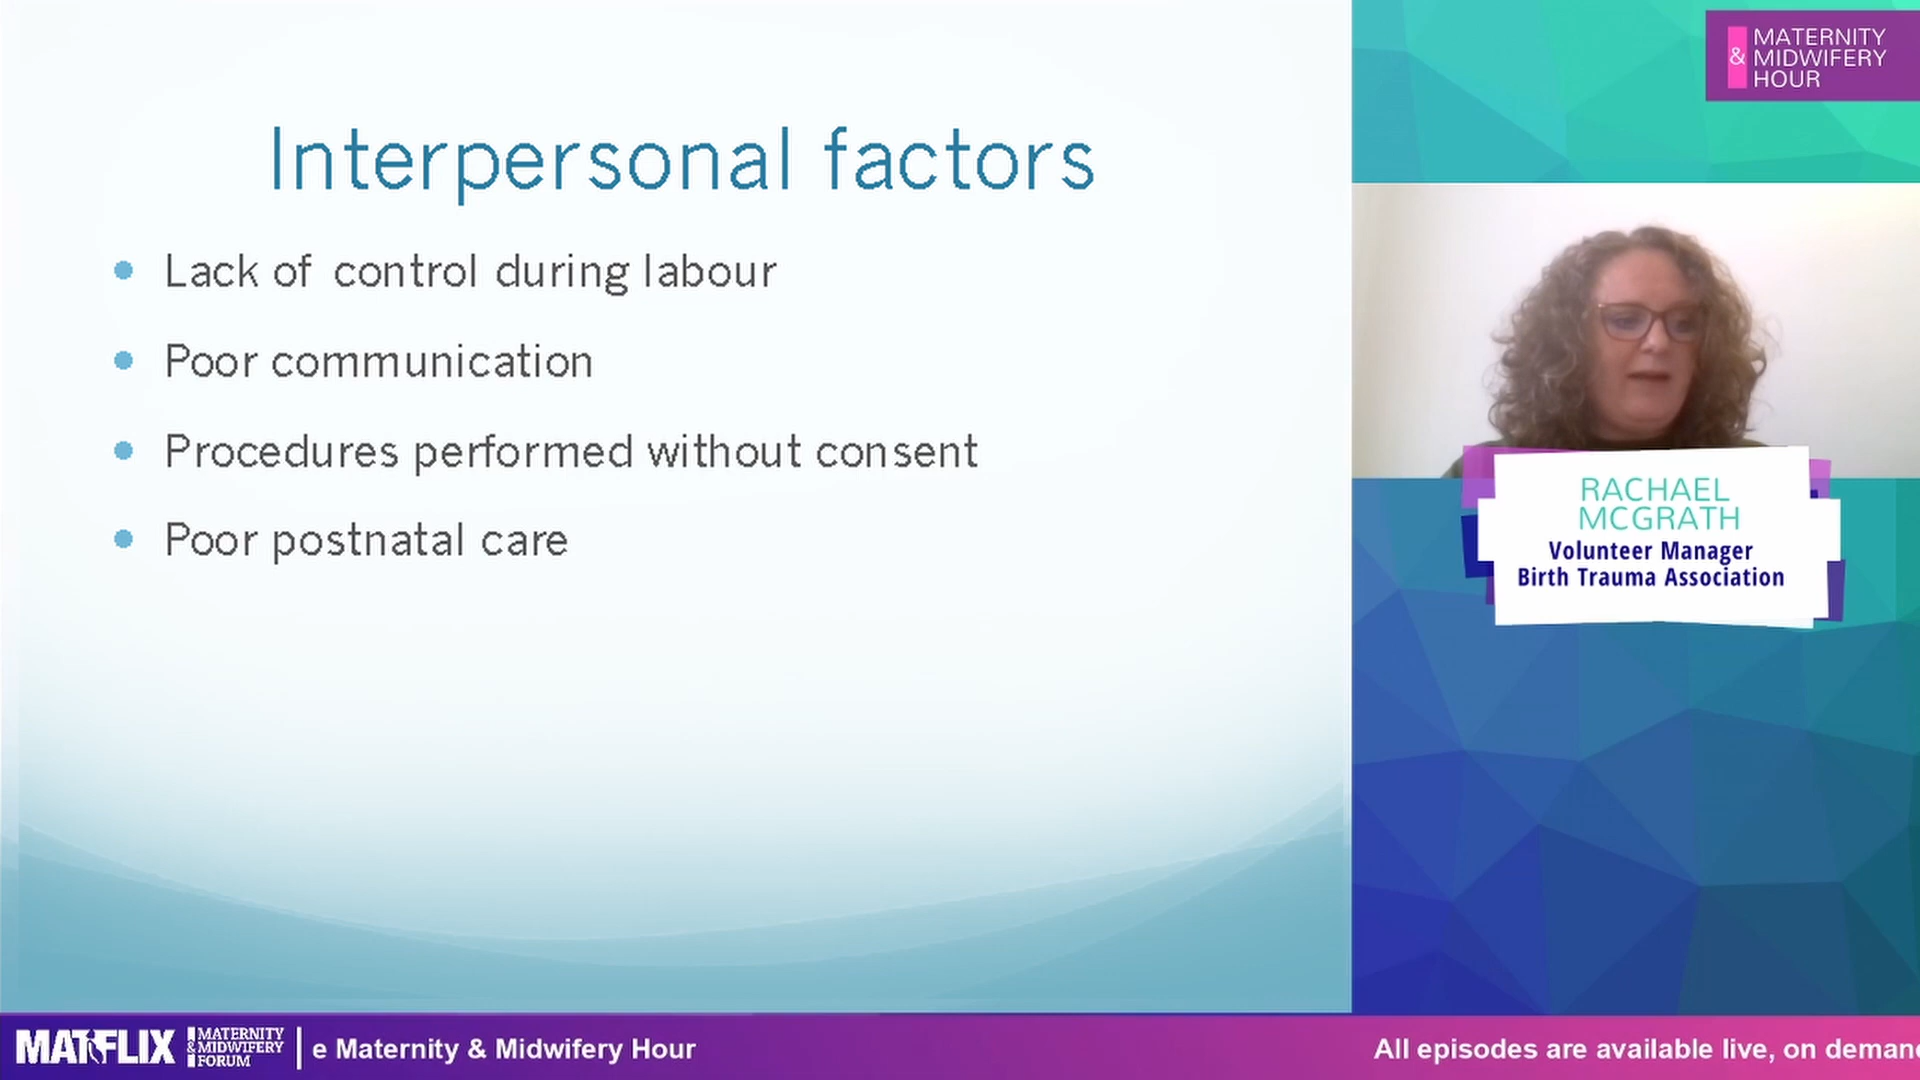 Interpersonal factors
Lack of control during labour
Poor communication
Procedures performed without consent
Poor postnatal care
& MATERNITY
MIDWIFERY
HOUR
RACHAEL
MCGRATH
Volunteer Manager
Birth Trauma Association
MATFLIX
MATERNITY
& MIDWIFERY
FORUM
e Maternity & Midwifery Hour
All episodes are available live, on deman